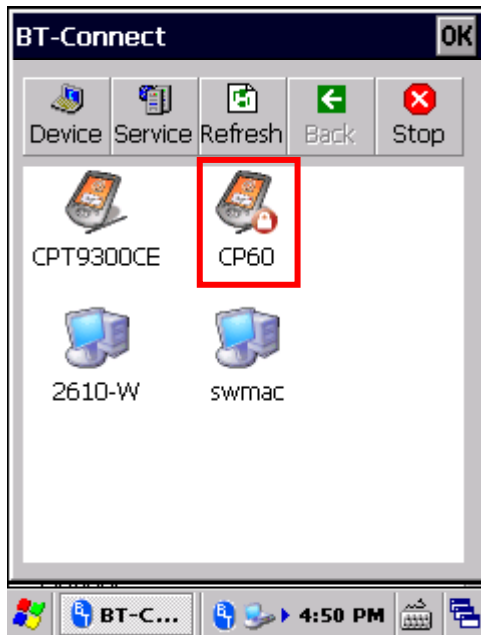 BT-Connect OK
Device Service Refresh Back Stop
CPT9300CE CP60
2610-W swmac
BT-C... 4:50 PM